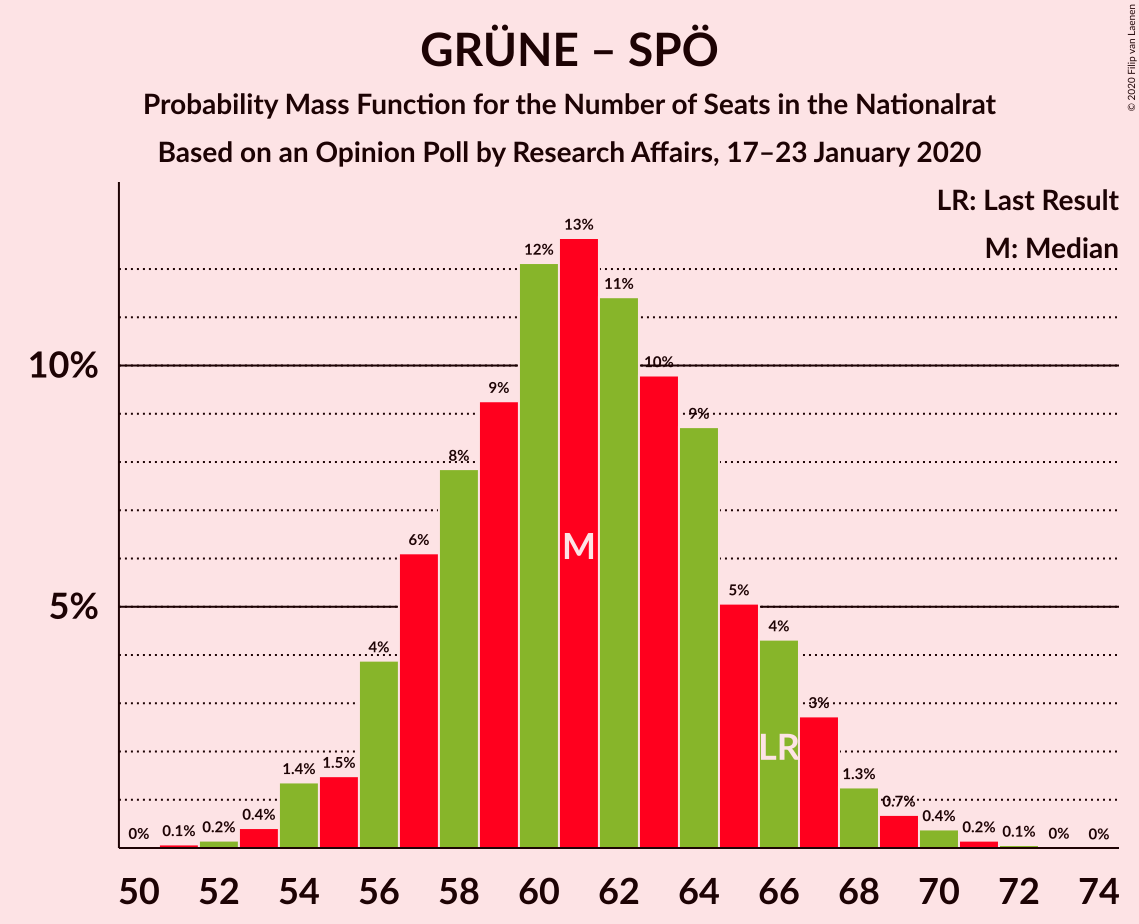 GRÜNE – SPÖ
Probability Mass Function for the Number of Seats in the Nationalrat
Based on an Opinion Poll by Research Affairs, 17–23 January 2020
© 2020 Filip van Laenen
LR: Last Result
M: Median
10%
5%
0% 0.1% 0.2% 0.4% 1.4% 1.5% 4% 6% 8% 9% 12% 13% 11% 10% 9% 5% 4% 3% 1.3% 0.7% 0.4% 0.2% 0.1% 0% 0%
M
LR
50 52 54 56 58 60 62 64 66 68 70 72 74